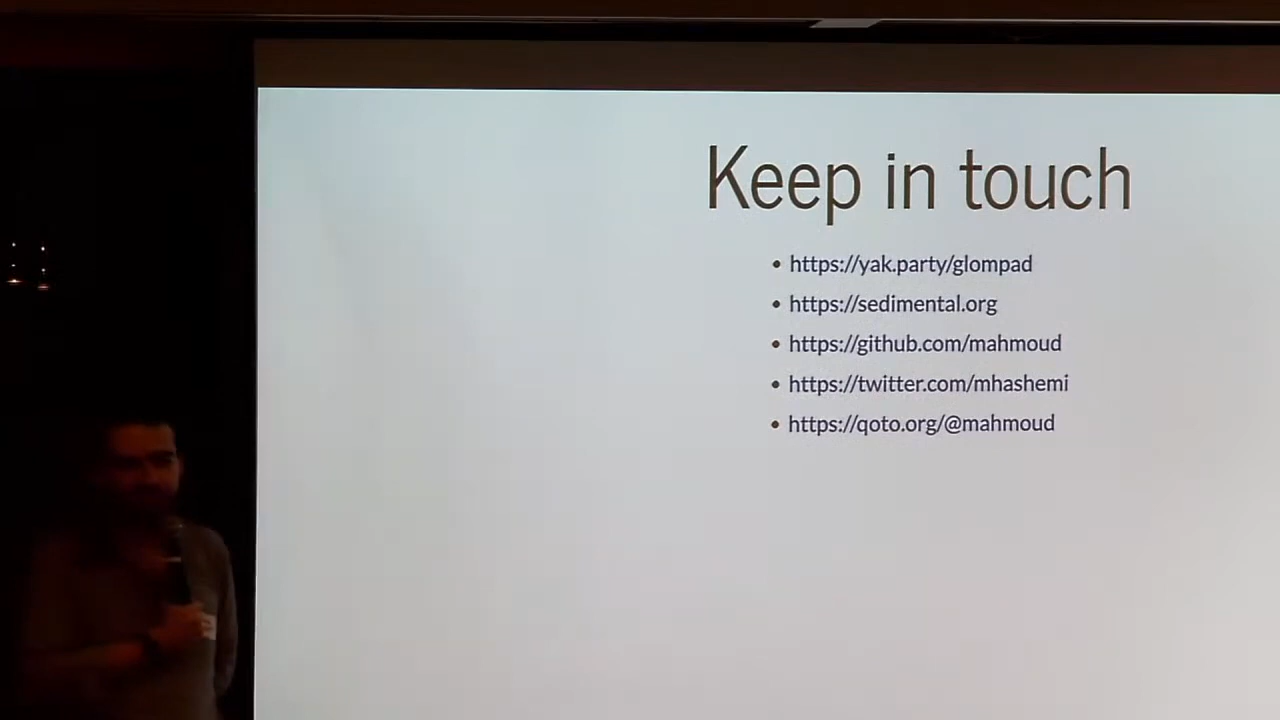 Keep in touch
• https://yak.party/glompad
• https://sedimental.org
• https://github.com/mahmoud
• https://twitter.com/mhashemi
• https://qoto.org/@mahmoud